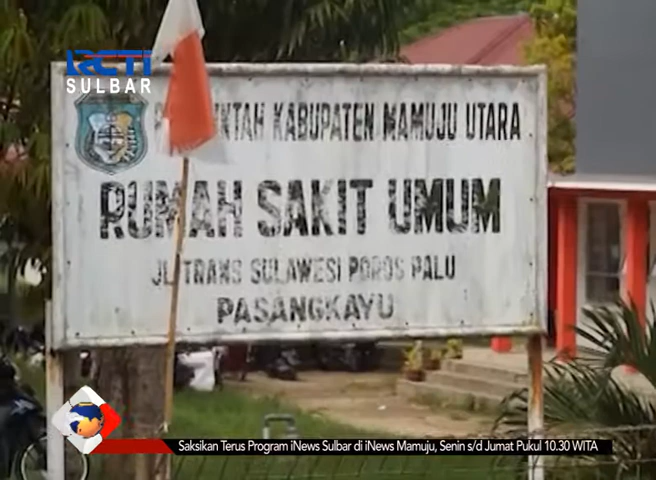 RCTI
SULBAR
KABUPATEN MAMUJU UTARA
RUMAH SAKIT UMUM
JL. TRANS SULAWESI POROS PALU
PASANGKAYU
Saksikan Terus Program iNews Sulbar di iNews Mamuju, Senin s/d Jumat Pukul 10.30 WITA